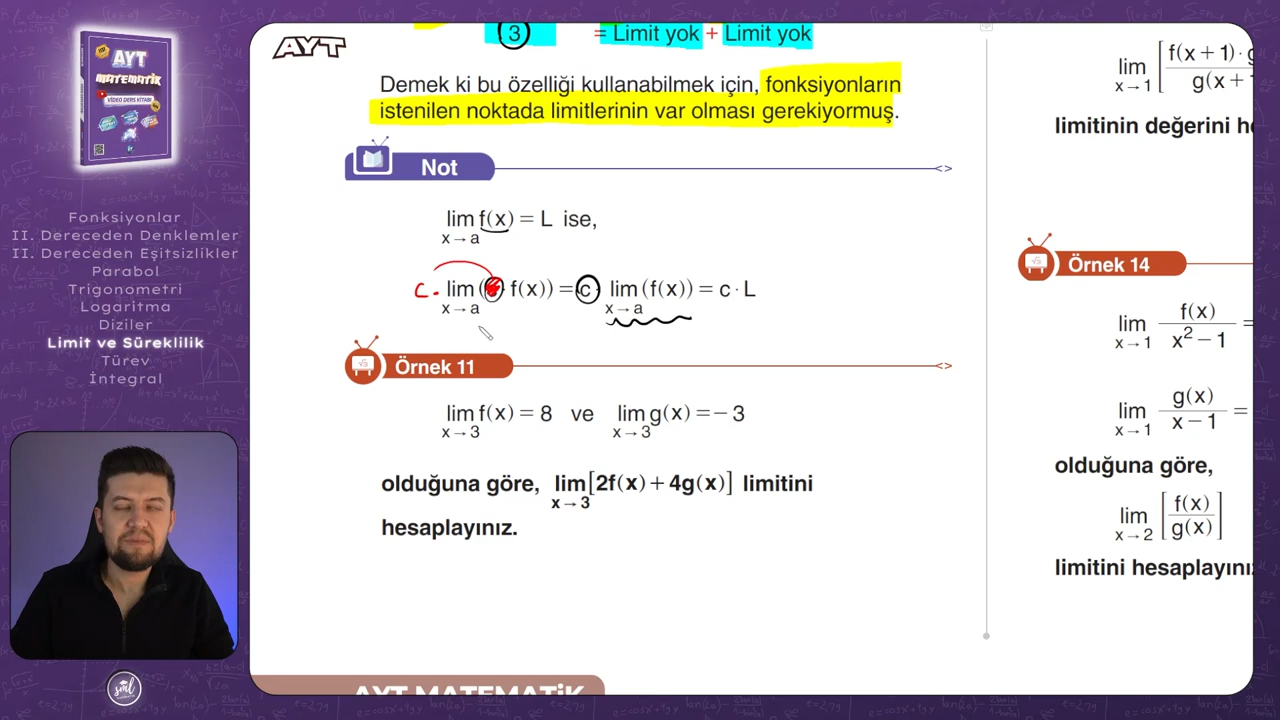 AYT
MATEMATİK
VİDEO DERS KİTABI
Fonksiyonlar
II. Dereceden Denklemler
II. Dereceden Eşitsizlikler
Parabol
Trigonometri
Logaritma
Diziler
Limit ve Süreklilik
Türev
İntegral
sml
AYT
3 = Limit yok + Limit yok
Demek ki bu özelliği kullanabilmek için, fonksiyonların
istenilen noktada limitlerinin var olması gerekiyormuş.
Not
lim f(x) = L ise,
x→a
c. lim ( f(x)) = c · lim (f(x)) = c · L
x→a x→a
Örnek 11
lim f(x) = 8 ve lim g(x) = −3
x→3 x→3
olduğuna göre, lim [2f(x) + 4g(x)] limitini
x→3
hesaplayınız.
AYT MATEMATİK
lim [ f(x+1) · g
x→1 g(x+
limitinin değerini he
Örnek 14
lim f(x) / x² − 1 =
x→1
lim g(x) / x − 1 =
x→1
olduğuna göre,
lim [ f(x) / g(x) ]
x→2
limitini hesaplayını